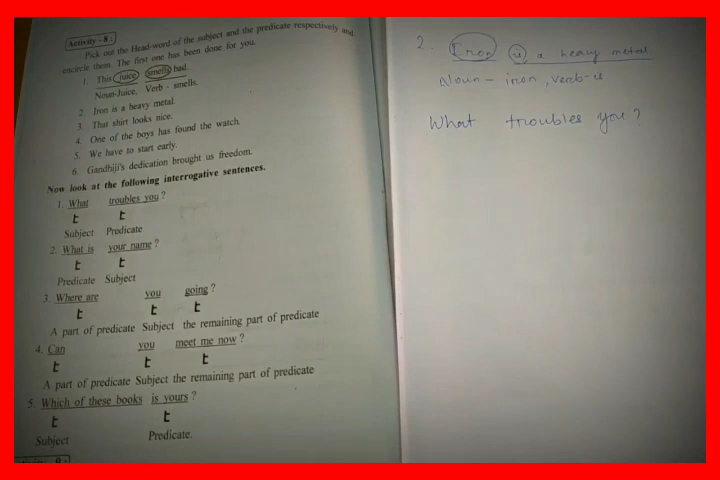 Activity - 8 :
Pick out the Head-word of the subject and the predicate respectively and
encircle them. The first one has been done for you.
1. This juice smells bad.
Noun-Juice, Verb - smells.
2. Iron is a heavy metal.
3. That shirt looks nice.
4. One of the boys has found the watch.
5. We have to start early.
6. Gandhiji's dedication brought us freedom.
Now look at the following interrogative sentences.
1. What troubles you ?
Subject Predicate
2. What is your name ?
Predicate Subject
3. Where are you going ?
A part of predicate Subject the remaining part of predicate
4. Can you meet me now ?
A part of predicate Subject the remaining part of predicate
5. Which of these books is yours ?
Subject Predicate.
2. Iron is a heavy metal
Noun - iron, verb-is
What troubles you ?